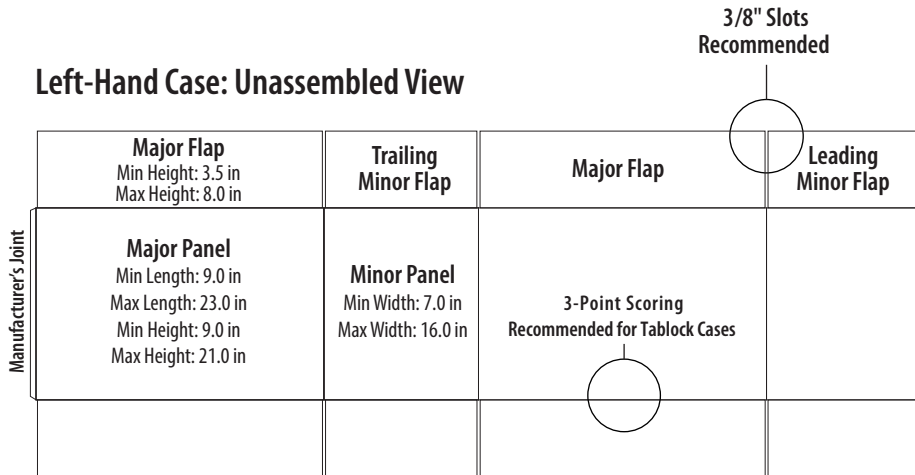 3/8" Slots
Recommended
Left-Hand Case: Unassembled View
Major Flap
Min Height: 3.5 in
Max Height: 8.0 in
Trailing
Minor Flap
Major Flap
Leading
Minor Flap
Manufacturer's Joint
Major Panel
Min Length: 9.0 in
Max Length: 23.0 in
Min Height: 9.0 in
Max Height: 21.0 in
Minor Panel
Min Width: 7.0 in
Max Width: 16.0 in
3-Point Scoring
Recommended for Tablock Cases